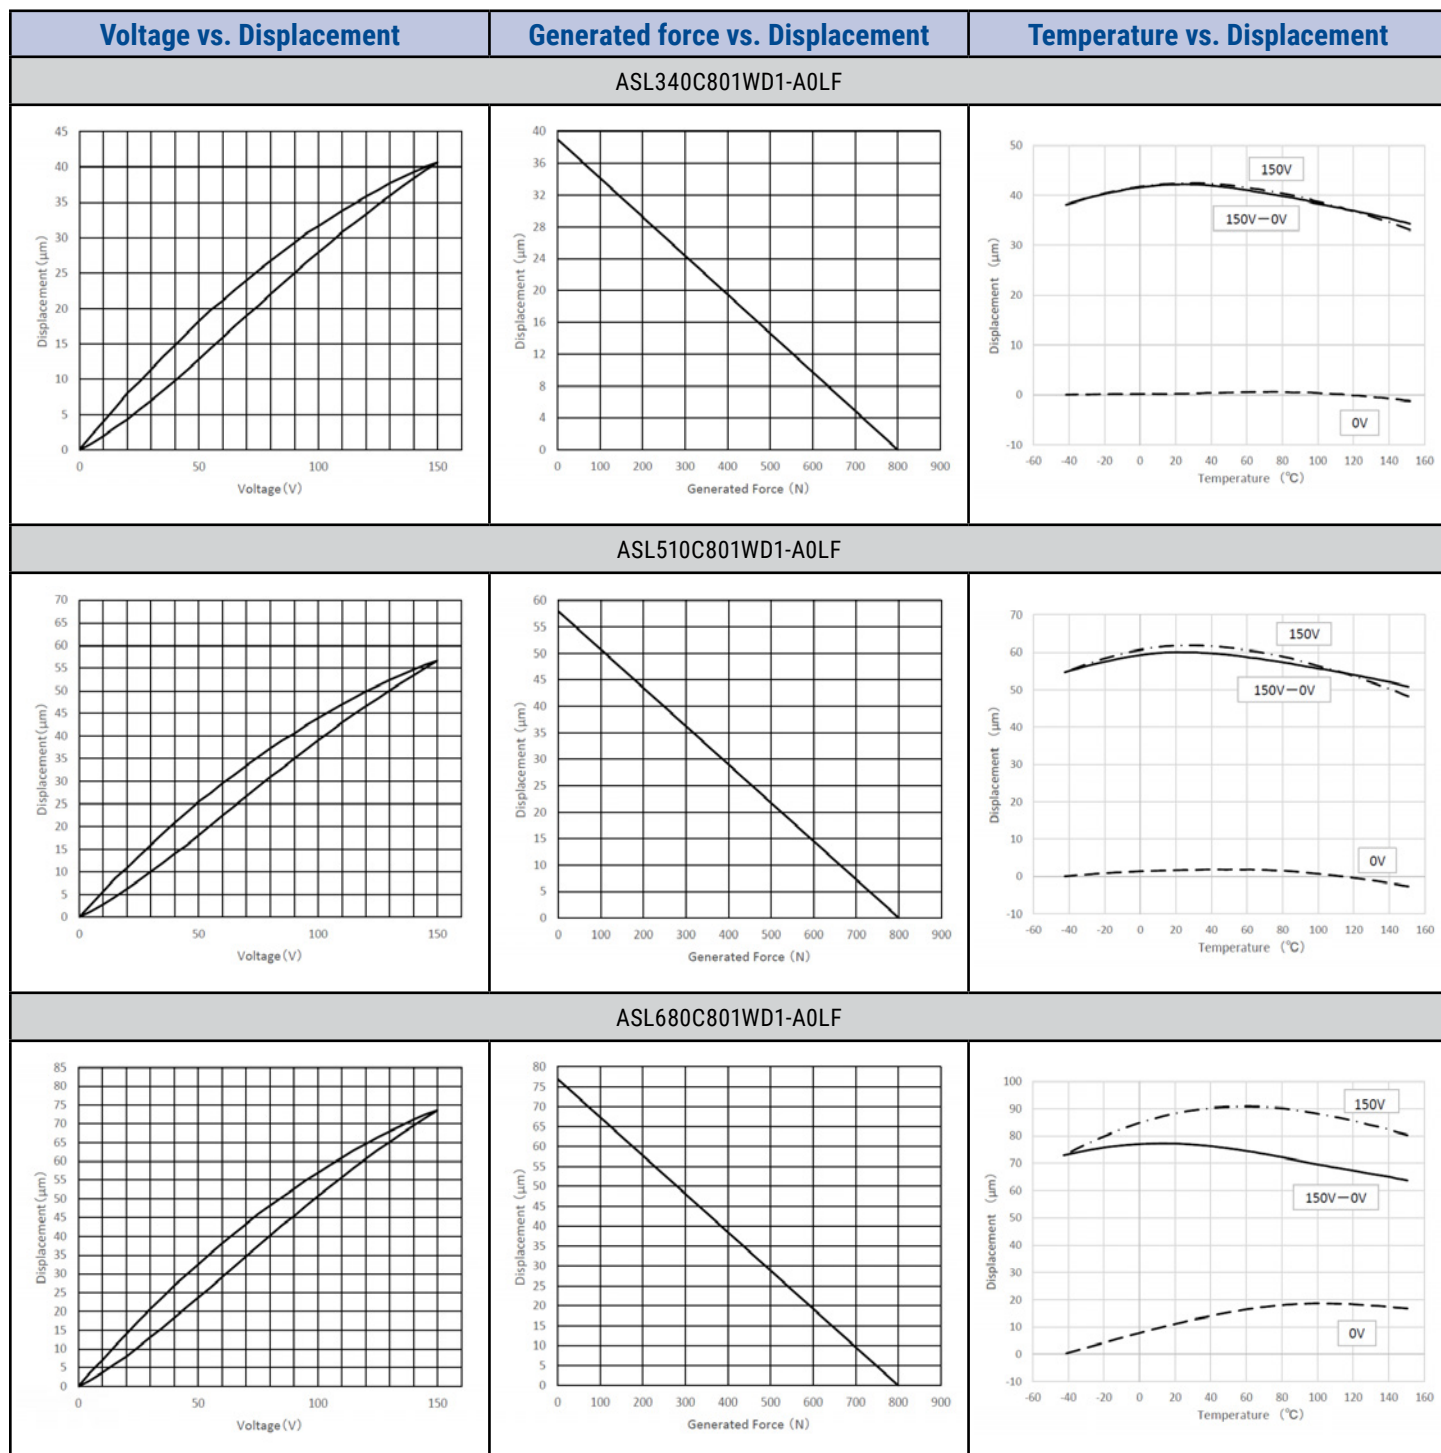 Voltage vs. Displacement
Generated force vs. Displacement
Temperature vs. Displacement
ASL340C801WD1-A0LF
45
40
35
30
25
20
15
10
5
0
Displacement(μm)
0 50 100 150
Voltage(V)
40
36
32
28
24
20
16
12
8
4
0
Displacement (μm)
0 100 200 300 400 500 600 700 800 900
Generated Force (N)
50
40
30
20
10
0
-10
Displacement (μm)
150V
150V－0V
0V
-60 -40 -20 0 20 40 60 80 100 120 140 160
Temperature (℃)
ASL510C801WD1-A0LF
70
65
60
55
50
45
40
35
30
25
20
15
10
5
0
Displacement(μm)
0 50 100 150
Voltage(V)
60
55
50
45
40
35
30
25
20
15
10
5
0
Displacement (μm)
0 100 200 300 400 500 600 700 800 900
Generated Force (N)
70
60
50
40
30
20
10
0
-10
Displacement (μm)
150V
150V－0V
0V
-60 -40 -20 0 20 40 60 80 100 120 140 160
Temperature (℃)
ASL680C801WD1-A0LF
85
80
75
70
65
60
55
50
45
40
35
30
25
20
15
10
5
0
Displacement(μm)
0 50 100 150
Voltage(V)
80
75
70
65
60
55
50
45
40
35
30
25
20
15
10
5
0
Displacement (μm)
0 100 200 300 400 500 600 700 800 900
Generated Force (N)
100
90
80
70
60
50
40
30
20
10
0
-10
Displacement (μm)
150V
150V－0V
0V
-60 -40 -20 0 20 40 60 80 100 120 140 160
Temperature (℃)